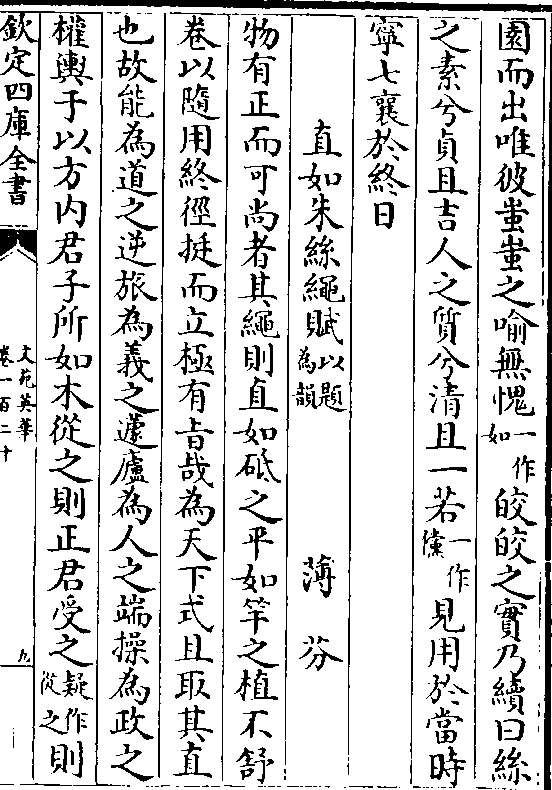 園而出唯彼蚩蚩之喻無愧一作如皎皎之實乃續曰絲
之素兮貞且吉人之質兮清且一若一作儻見用於當時
寧七襄於終日
直如朱絲繩賦以題為韻 薄芬
物有正而可尚者其繩則直如砥之平如竿之植不舒
卷以隨用終徑挺而立極有旨哉為天下式且取其直
也故能為道之逆旅為義之蘧廬為人之端操為政之
權輿子以方内君子所如木從之則正君受之疑作從之則
欽定四庫全書
文苑英華
卷一百二十
九